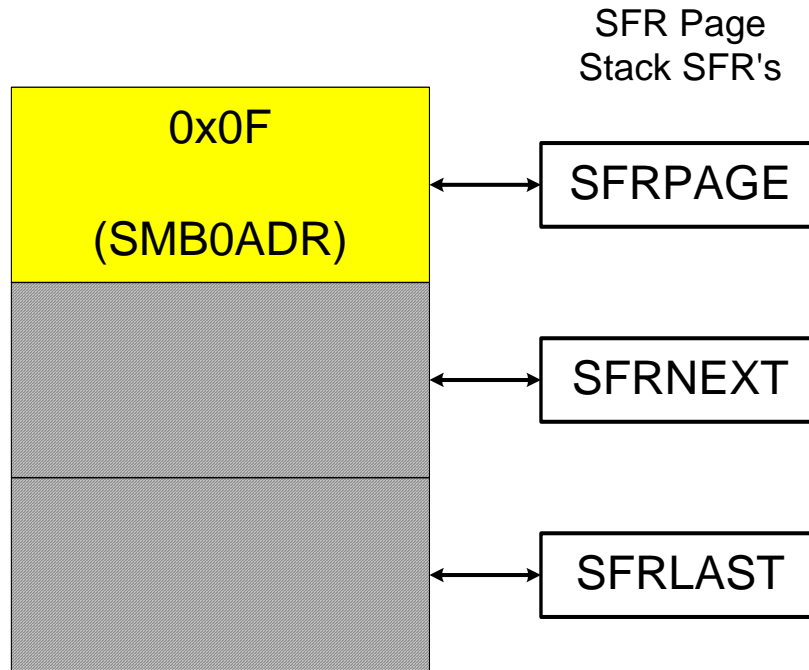 SFR Page
Stack SFR's
0x0F
(SMB0ADR)
SFRPAGE
SFRNEXT
SFRLAST